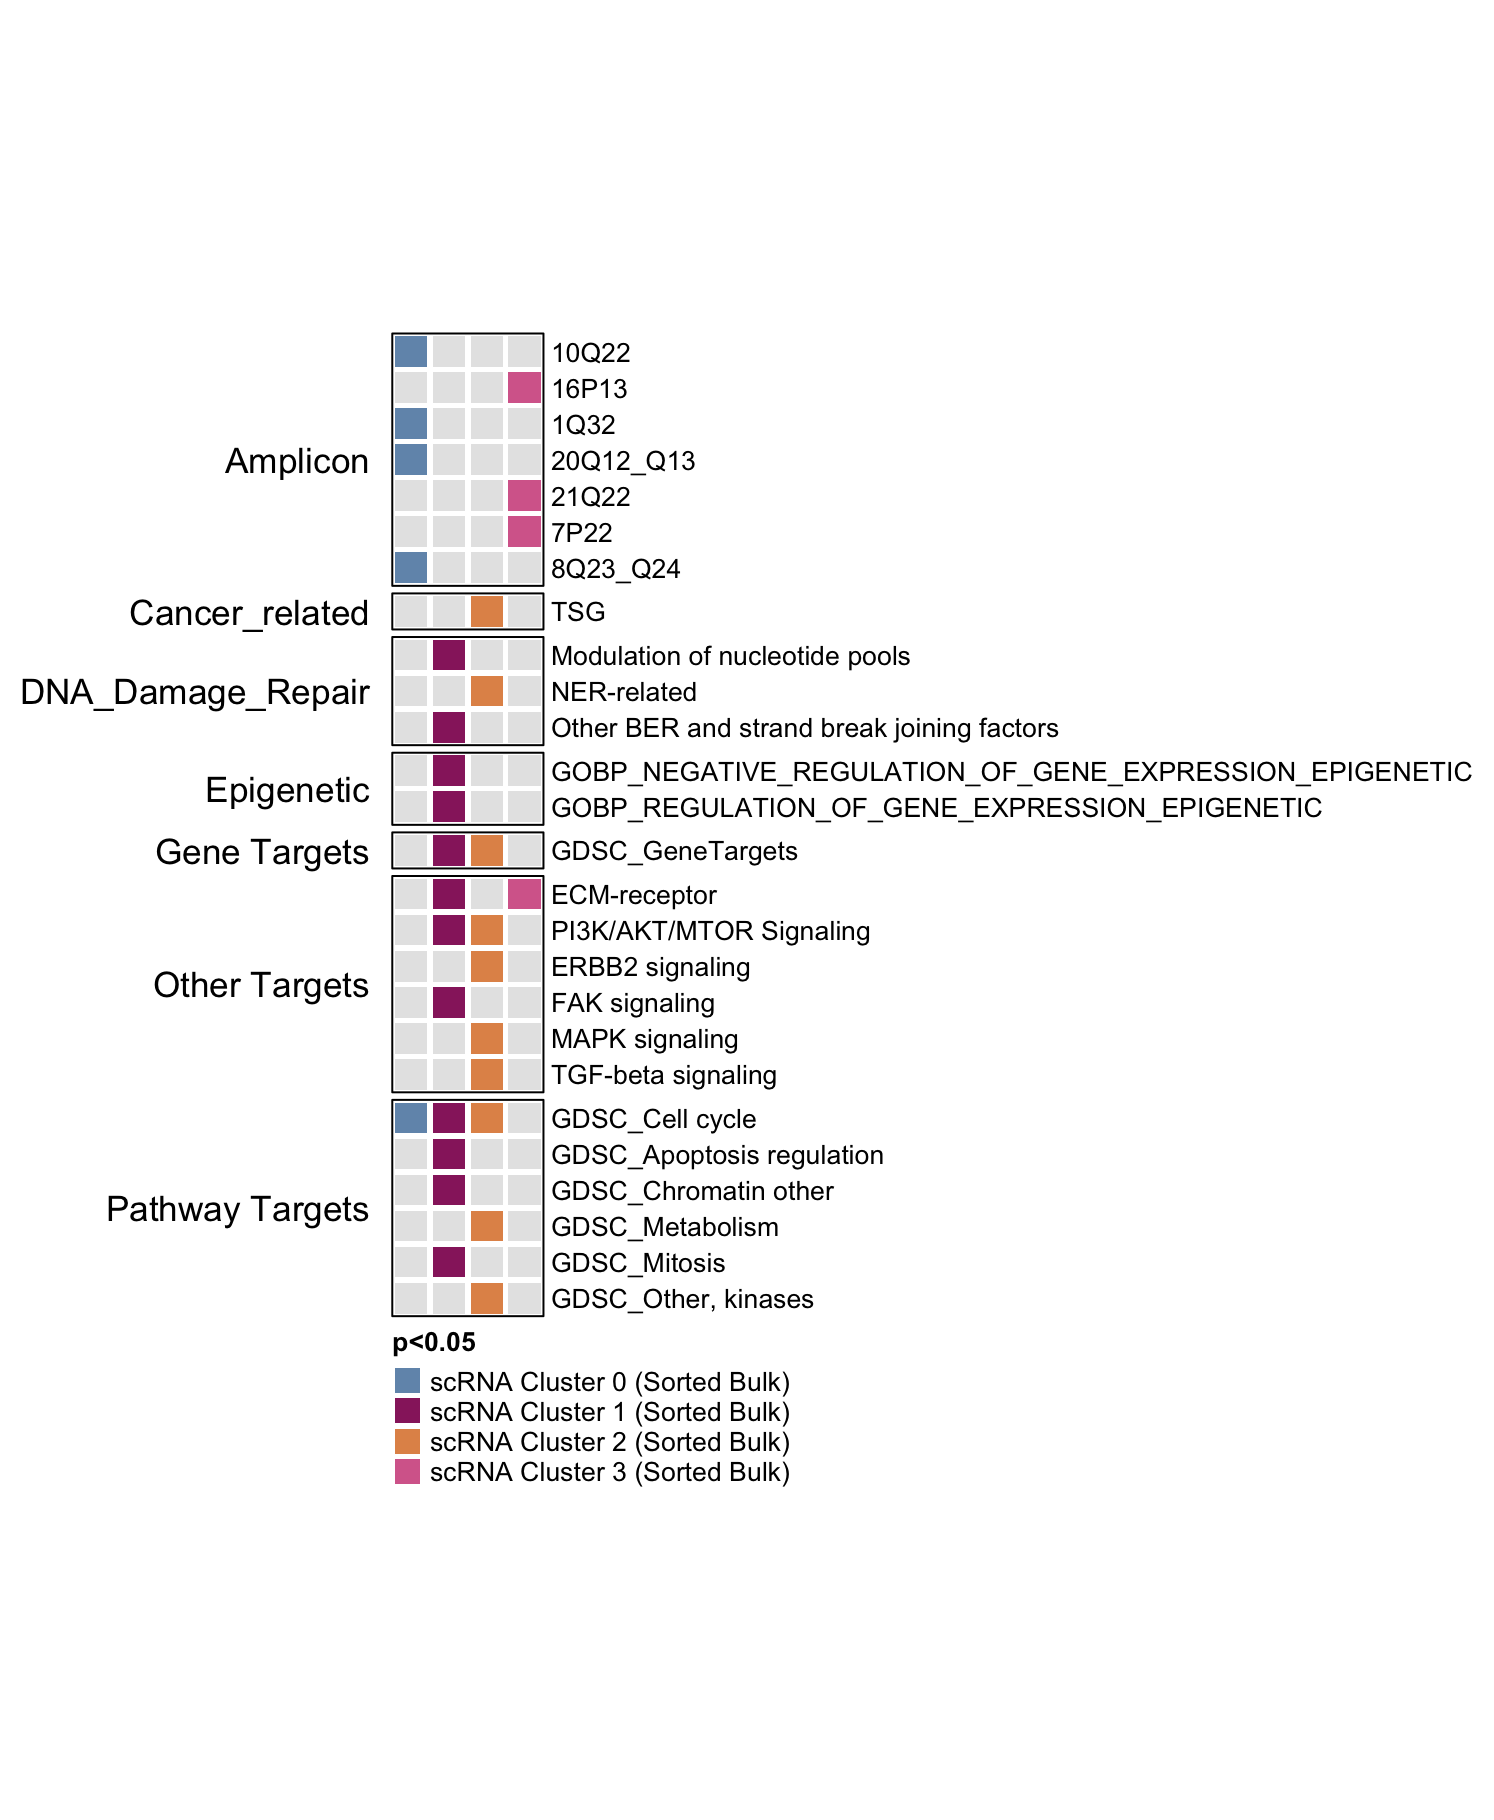 Amplicon
10Q22
16P13
1Q32
20Q12_Q13
21Q22
7P22
8Q23_Q24
Cancer_related
TSG
DNA_Damage_Repair
Modulation of nucleotide pools
NER-related
Other BER and strand break joining factors
Epigenetic
GOBP_NEGATIVE_REGULATION_OF_GENE_EXPRESSION_EPIGENETIC
GOBP_REGULATION_OF_GENE_EXPRESSION_EPIGENETIC
Gene Targets
GDSC_GeneTargets
Other Targets
ECM-receptor
PI3K/AKT/MTOR Signaling
ERBB2 signaling
FAK signaling
MAPK signaling
TGF-beta signaling
Pathway Targets
GDSC_Cell cycle
GDSC_Apoptosis regulation
GDSC_Chromatin other
GDSC_Metabolism
GDSC_Mitosis
GDSC_Other, kinases
p<0.05
scRNA Cluster 0 (Sorted Bulk)
scRNA Cluster 1 (Sorted Bulk)
scRNA Cluster 2 (Sorted Bulk)
scRNA Cluster 3 (Sorted Bulk)